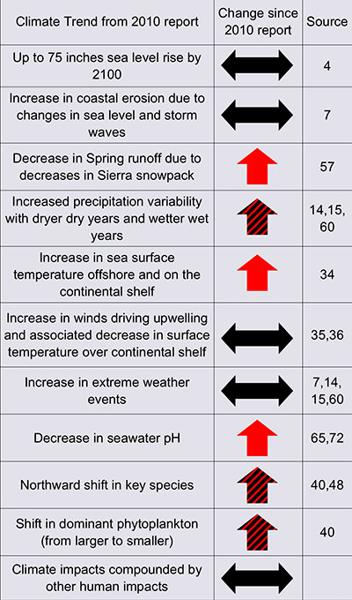 Climate Trend from 2010 report
Change since
2010 report
Source
Up to 75 inches sea level rise by
2100
4
Increase in coastal erosion due to
changes in sea level and storm
waves
7
Decrease in Spring runoff due to
decreases in Sierra snowpack
57
Increased precipitation variability
with dryer dry years and wetter wet
years
14,15,
60
Increase in sea surface
temperature offshore and on the
continental shelf
34
Increase in winds driving upwelling
and associated decrease in surface
temperature over continental shelf
35,36
Increase in extreme weather
events
7,14,
15,60
Decrease in seawater pH
65,72
Northward shift in key species
40,48
Shift in dominant phytoplankton
(from larger to smaller)
40
Climate impacts compounded by
other human impacts